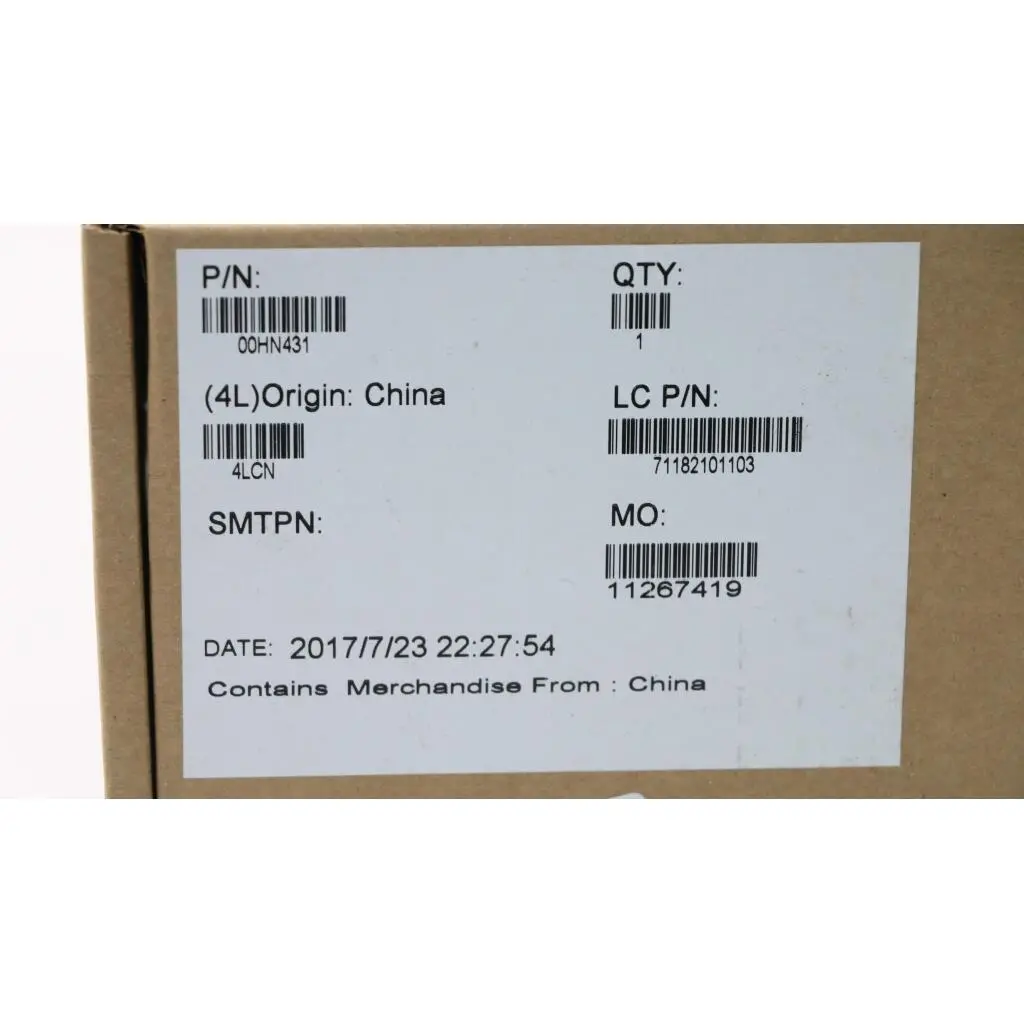 P/N:
00HN431
QTY:
1
(4L)Origin: China
4LCN
LC P/N:
71182101103
SMTPN:
MO:
11267419
DATE: 2017/7/23 22:27:54
Contains Merchandise From : China